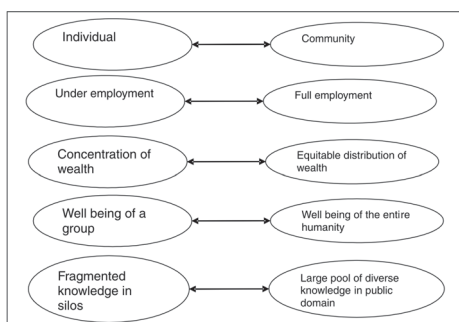 Individual
Community
Under employment
Full employment
Concentration of
wealth
Equitable distribution of
wealth
Well being of a
group
Well being of the entire
humanity
Fragmented
knowledge in
silos
Large pool of diverse
knowledge in public
domain